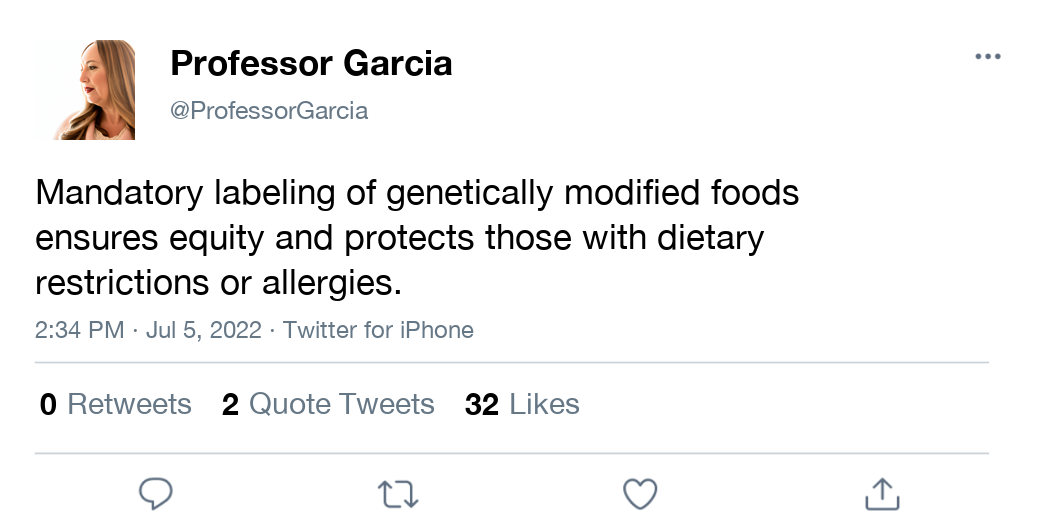 Professor Garcia
@ProfessorGarcia
Mandatory labeling of genetically modified foods
ensures equity and protects those with dietary
restrictions or allergies.
2:34 PM · Jul 5, 2022 · Twitter for iPhone
0 Retweets 2 Quote Tweets 32 Likes